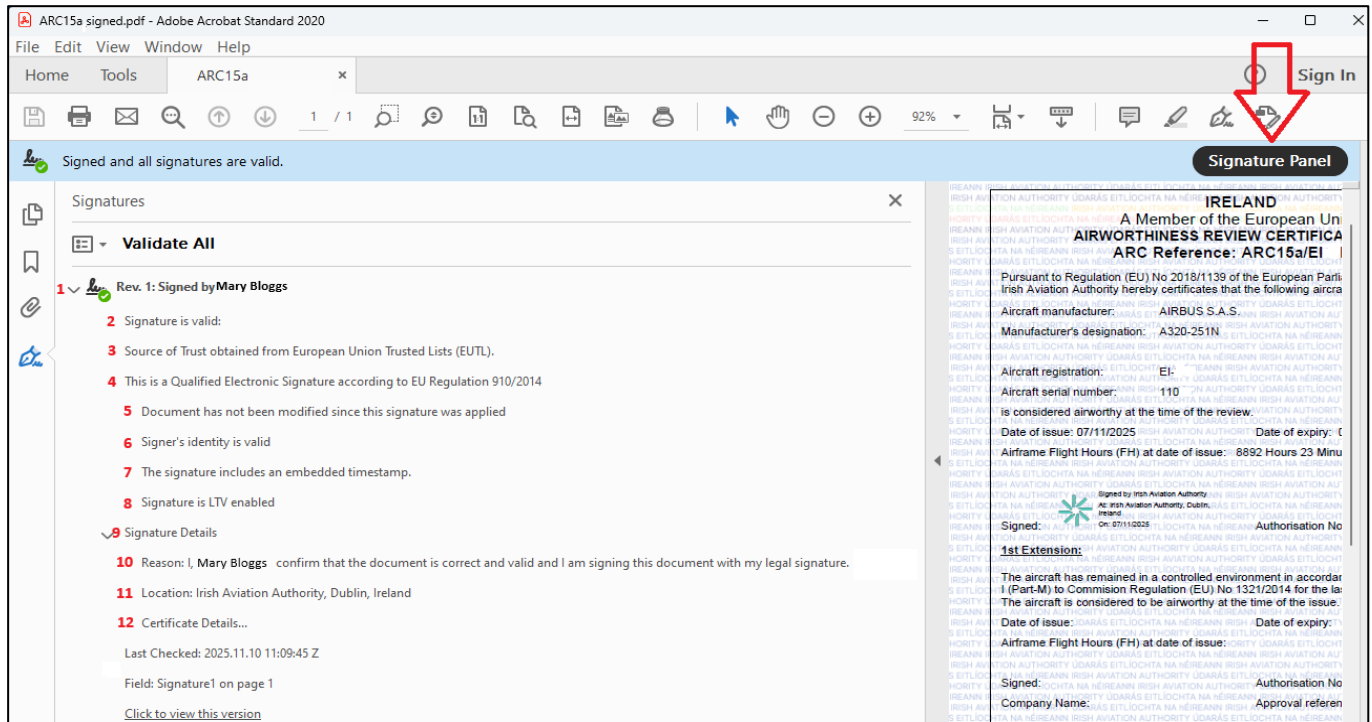 ARC15a signed.pdf - Adobe Acrobat Standard 2020
File Edit View Window Help
Home Tools ARC15a × Sign In
1 / 1 92%
Signed and all signatures are valid.
Signature Panel
Signatures
Validate All
1 Rev. 1: Signed by Mary Bloggs
2 Signature is valid:
3 Source of Trust obtained from European Union Trusted Lists (EUTL).
4 This is a Qualified Electronic Signature according to EU Regulation 910/2014
5 Document has not been modified since this signature was applied
6 Signer's identity is valid
7 The signature includes an embedded timestamp.
8 Signature is LTV enabled
9 Signature Details
10 Reason: I, Mary Bloggs confirm that the document is correct and valid and I am signing this document with my legal signature.
11 Location: Irish Aviation Authority, Dublin, Ireland
12 Certificate Details...
Last Checked: 2025.11.10 11:09:45 Z
Field: Signature1 on page 1
Click to view this version
IRELAND
A Member of the European Uni
AIRWORTHINESS REVIEW CERTIFICA
ARC Reference: ARC15a/EI
Pursuant to Regulation (EU) No 2018/1139 of the European Parli
Irish Aviation Authority hereby certificates that the following aircra
Aircraft manufacturer: AIRBUS S.A.S.
Manufacturer's designation: A320-251N
Aircraft registration: EI-
Aircraft serial number: 110
is considered airworthy at the time of the review.
Date of issue: 07/11/2025 Date of expiry:
Airframe Flight Hours (FH) at date of issue: 8892 Hours 23 Minu
Signed by Irish Aviation Authority
At: Irish Aviation Authority, Dublin,
Ireland
On: 07/11/2025
Signed: Authorisation No
1st Extension:
The aircraft has remained in a controlled environment in accordan
I (Part-M) to Commision Regulation (EU) No 1321/2014 for the las
The aircraft is considered to be airworthy at the time of the issue.
Date of issue: Date of expiry:
Airframe Flight Hours (FH) at date of issue:
Signed: Authorisation No
Company Name: Approval referen